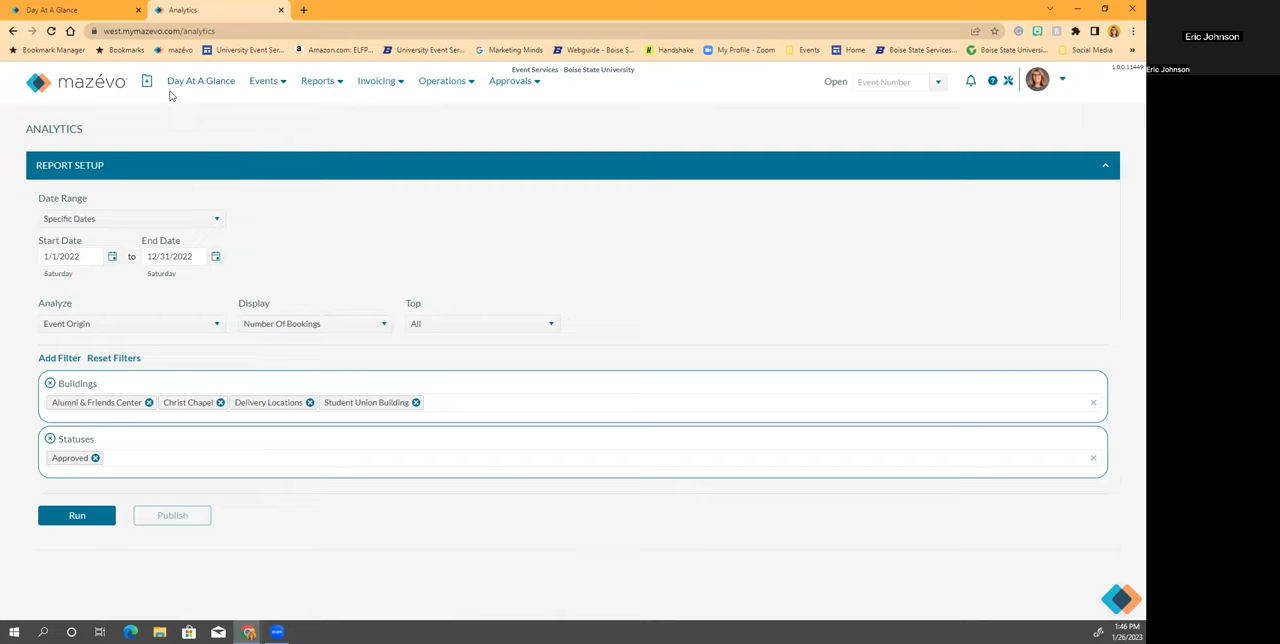 Day At A Glance
Analytics
west.mymazevo.com/analytics
Bookmark Manager
Bookmarks
mazévo
University Event Ser...
Amazon.com: ELFP...
University Event Ser...
Marketing Minds
Webguide - Boise S...
Handshake
My Profile - Zoom
Events
Home
Boise State Services...
Boise State Universi...
Social Media
»
Event Services - Boise State University
1.0.0.11449
mazévo
Day At A Glance
Events
Reports
Invoicing
Operations
Approvals
Open
Event Number
ANALYTICS
REPORT SETUP
Date Range
Specific Dates
Start Date
End Date
1/1/2022
to
12/31/2022
Saturday
Saturday
Analyze
Display
Top
Event Origin
Number Of Bookings
All
Add Filter
Reset Filters
Buildings
Alumni & Friends Center
Christ Chapel
Delivery Locations
Student Union Building
Statuses
Approved
Run
Publish
1:46 PM
1/26/2023
zoom
Eric Johnson
Eric Johnson